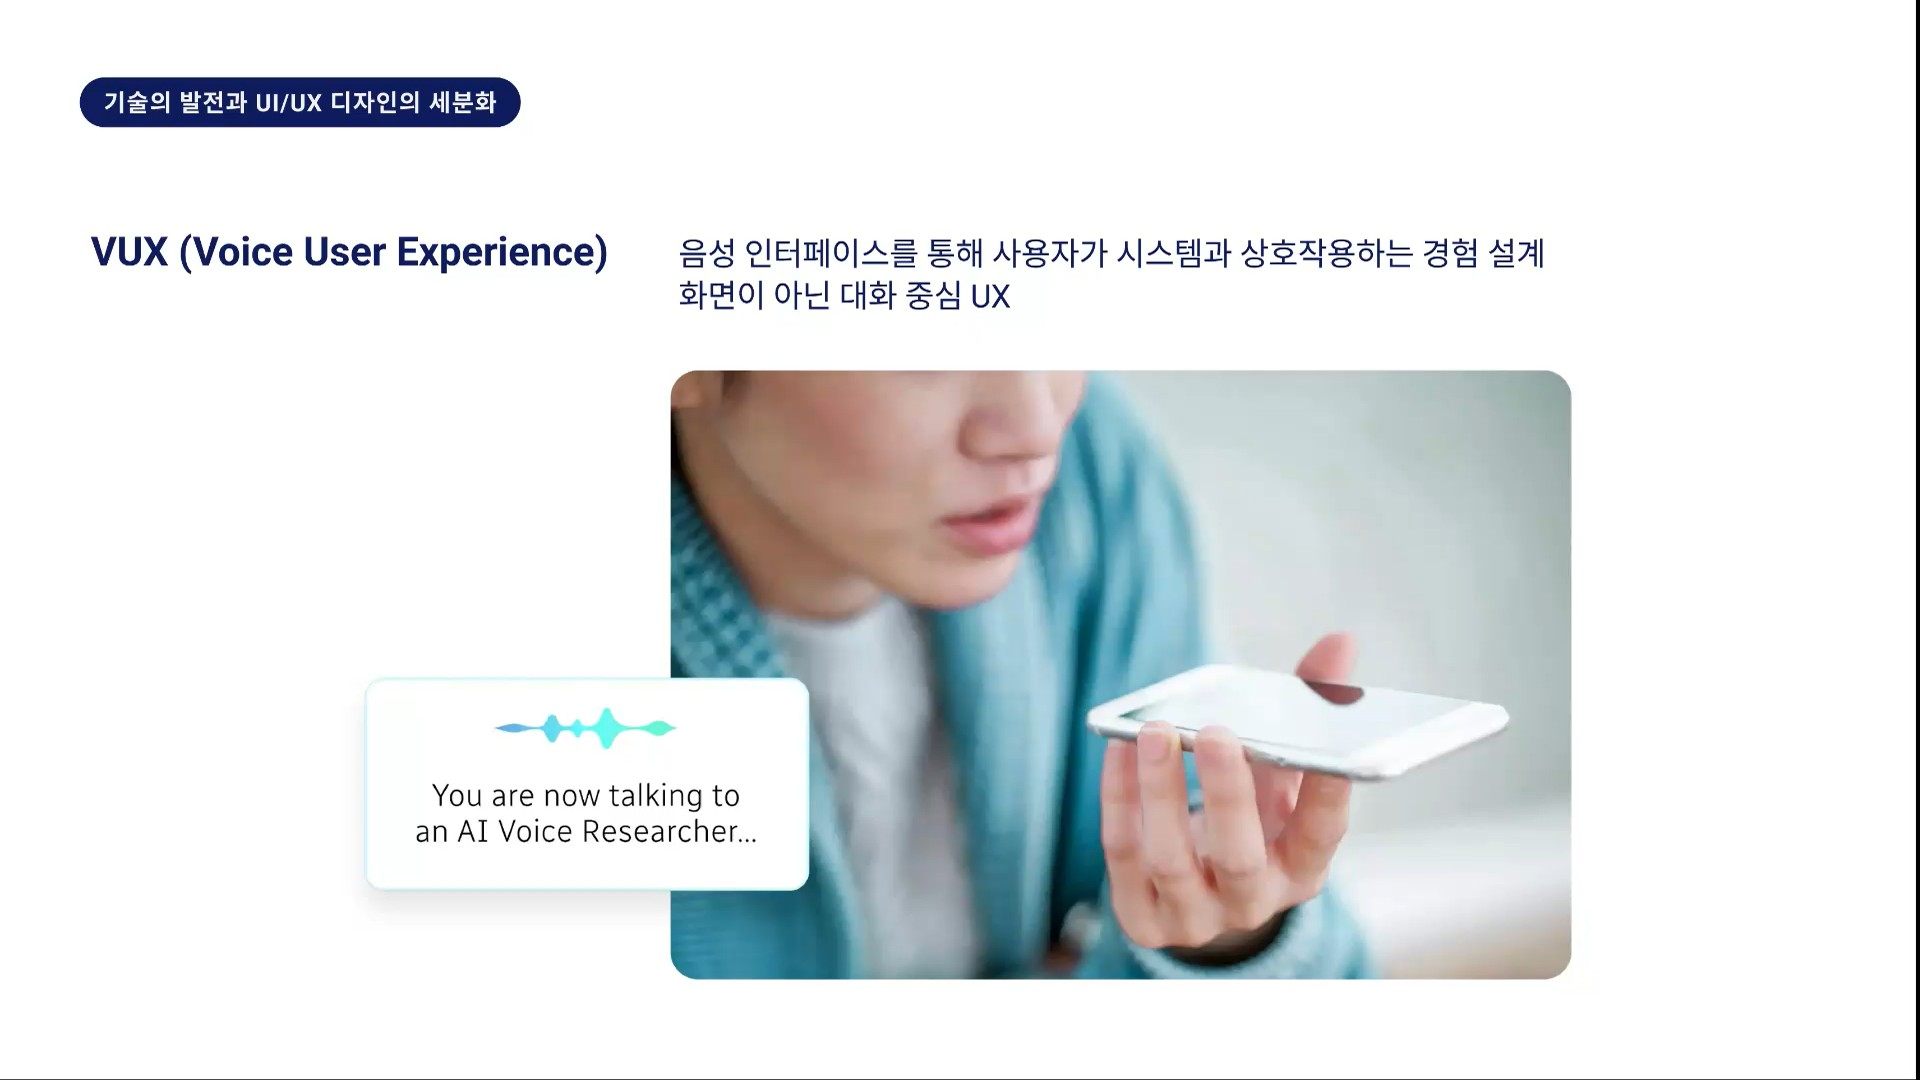 기술의 발전과 UI/UX 디자인의 세분화
VUX (Voice User Experience)
음성 인터페이스를 통해 사용자가 시스템과 상호작용하는 경험 설계
화면이 아닌 대화 중심 UX
You are now talking to
an AI Voice Researcher...